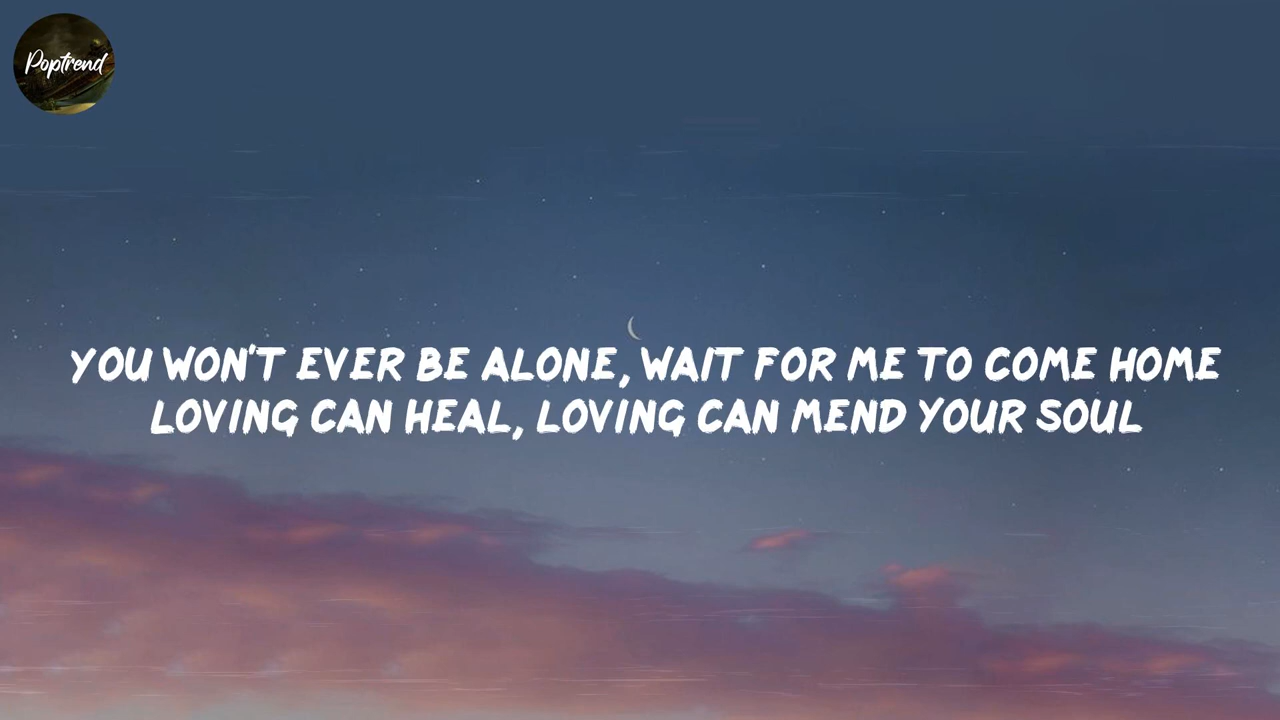 Poptrend
YOU WON'T EVER BE ALONE, WAIT FOR ME TO COME HOME
LOVING CAN HEAL, LOVING CAN MEND YOUR SOUL